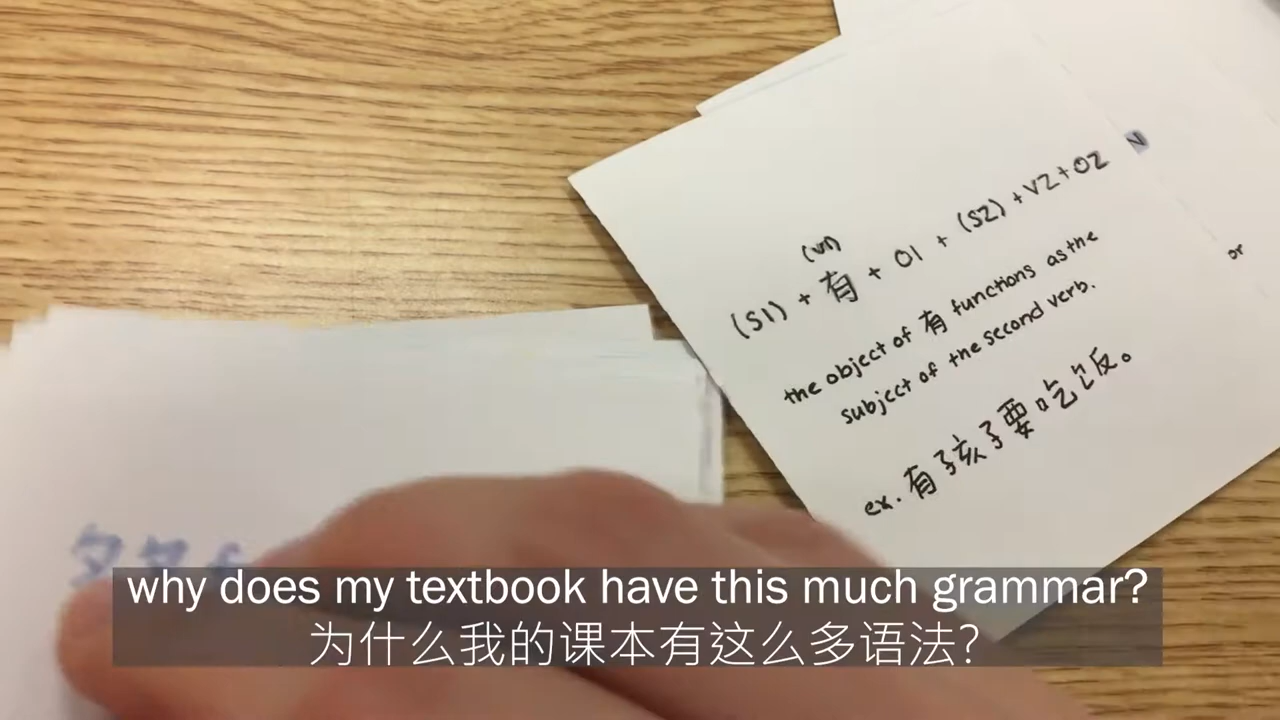 (V1)
(S1) + 有 + O1 + (S2) + V2 + O2
the object of 有 functions as the
subject of the second verb.
ex. 有孩子要吃饭。
N
or
why does my textbook have this much grammar?
为什么我的课本有这么多语法?